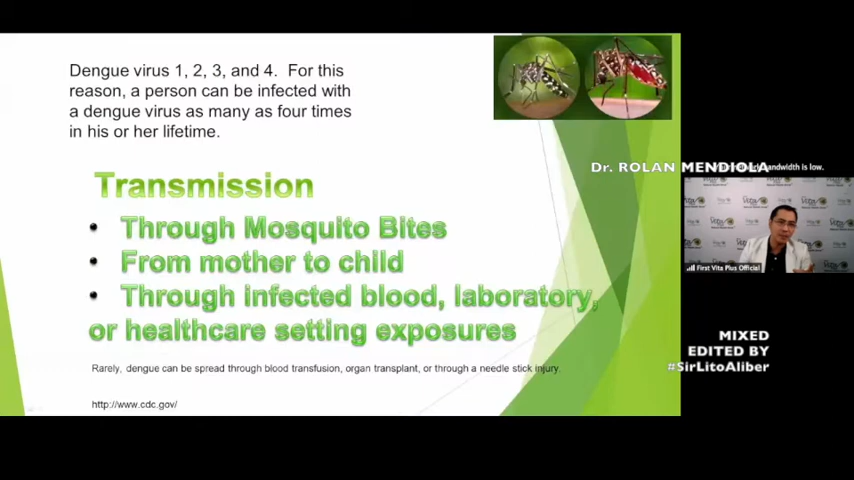 Dengue virus 1, 2, 3, and 4. For this
reason, a person can be infected with
a dengue virus as many as four times
in his or her lifetime.
Transmission
• Through Mosquito Bites
• From mother to child
• Through infected blood, laboratory,
or healthcare setting exposures
Rarely, dengue can be spread through blood transfusion, organ transplant, or through a needle stick injury.
http://www.cdc.gov/
Dr. ROLAN MENDIOLA
bandwidth is low.
First Vita Plus Official
MIXED
EDITED BY
#SirLitoAliber